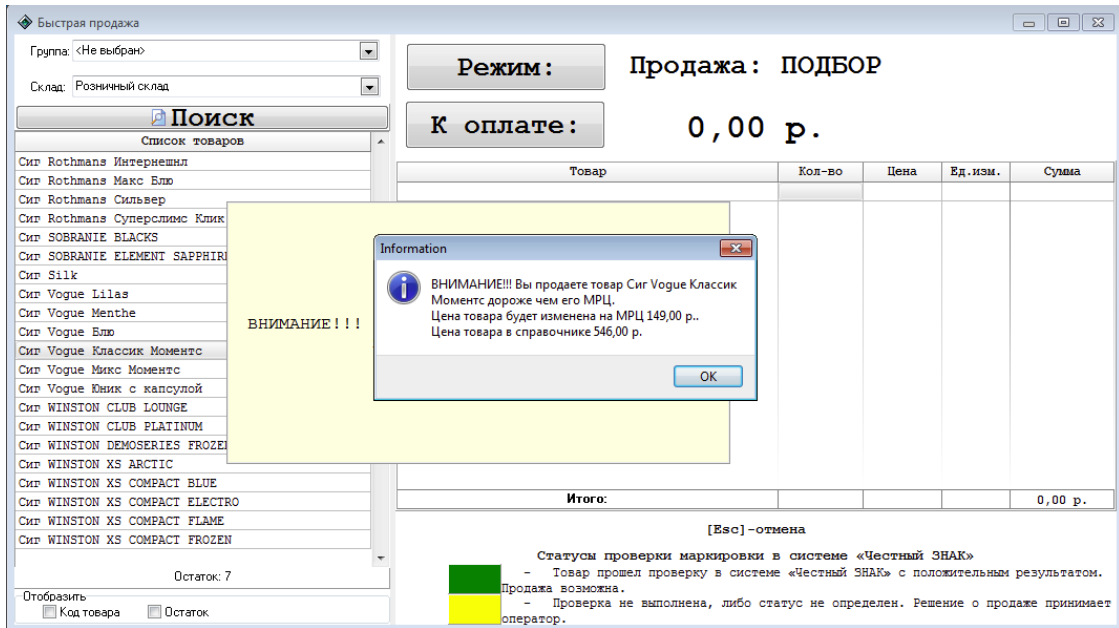 Быстрая продажа
Группа: <Не выбран>
Склад: Розничный склад
Поиск
Список товаров
Сиг Rothmans Интернешнл
Сиг Rothmans Макс Блю
Сиг Rothmans Сильвер
Сиг Rothmans Суперслимс Клик
Сиг SOBRANIE BLACKS
Сиг SOBRANIE ELEMENT SAPPHIR
Сиг Silk
Сиг Vogue Lilas
Сиг Vogue Menthe
Сиг Vogue Блю
Сиг Vogue Классик Моментс
Сиг Vogue Микс Моментс
Сиг Vogue Юник с капсулой
Сиг WINSTON CLUB LOUNGE
Сиг WINSTON CLUB PLATINUM
Сиг WINSTON DEMOSERIES FROZE
Сиг WINSTON XS ARCTIC
Сиг WINSTON XS COMPACT BLUE
Сиг WINSTON XS COMPACT ELECTRO
Сиг WINSTON XS COMPACT FLAME
Сиг WINSTON XS COMPACT FROZEN
Остаток: 7
Отобразить
Код товара Остаток
Режим: Продажа: ПОДБОР
К оплате: 0,00 р.
Товар Кол-во Цена Ед.изм. Сумма
ВНИМАНИЕ!!!
Information
ВНИМАНИЕ!!! Вы продаете товар Сиг Vogue Классик
Моментс дороже чем его МРЦ.
Цена товара будет изменена на МРЦ 149,00 р..
Цена товара в справочнике 546,00 р.
OK
Итого: 0,00 р.
[Esc]-отмена
Статусы проверки маркировки в системе «Честный ЗНАК»
- Товар прошел проверку в системе «Честный ЗНАК» с положительным результатом.
Продажа возможна.
- Проверка не выполнена, либо статус не определен. Решение о продаже принимает
оператор.